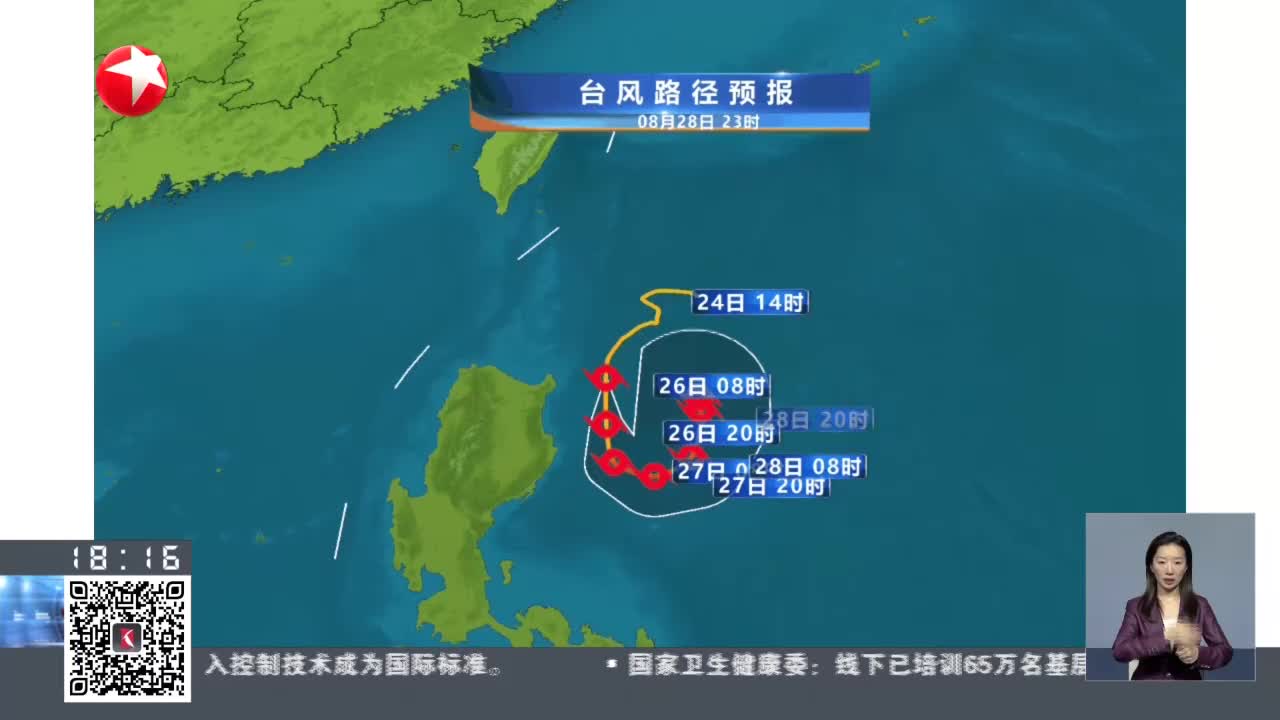 台风路径预报
08月28日 23时
24日 14时
26日 08时
28日 20时
26日 20时
27日 0
28日 08时
27日 20时
18:16
入控制技术成为国际标准。
▪ 国家卫生健康委：线下已培训65万名基层